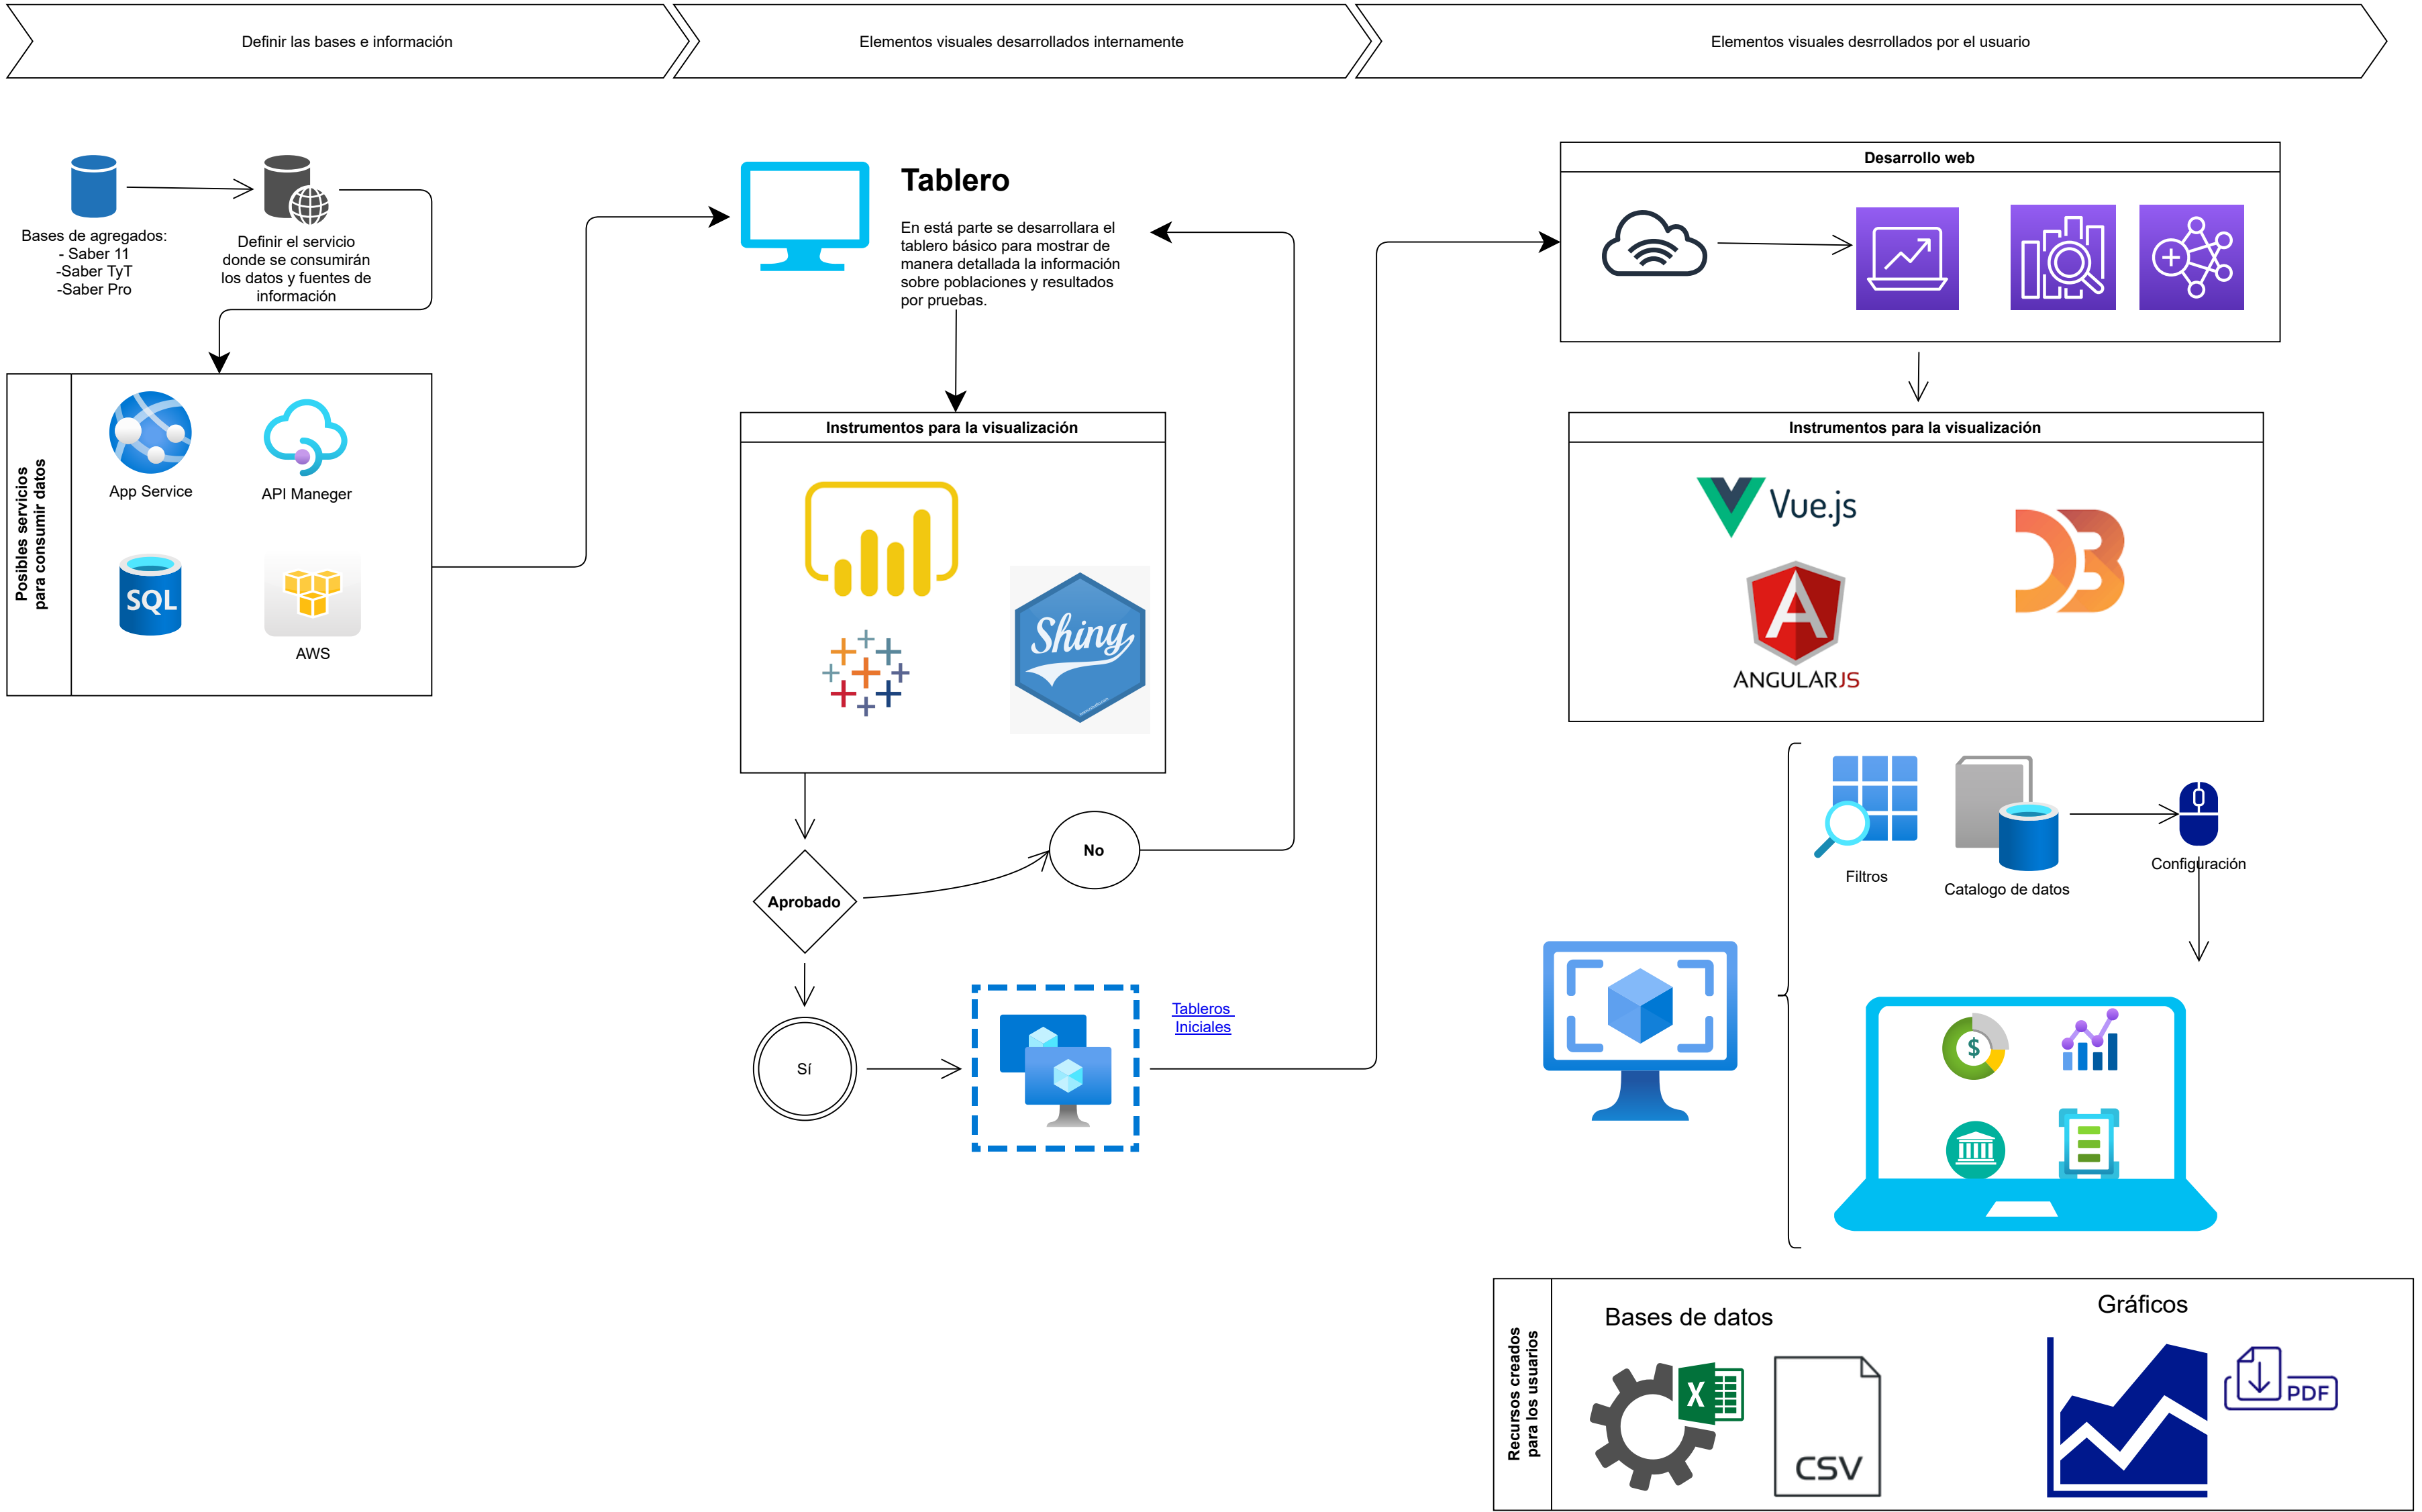 Definir las bases e información
Elementos visuales desarrollados internamente
Elementos visuales desrrollados por el usuario
Bases de agregados:
- Saber 11
-Saber TyT
-Saber Pro
Definir el servicio
donde se consumirán
los datos y fuentes de
información
Posibles servicios
para consumir datos
App Service
API Maneger
SQL
AWS
Tablero
En está parte se desarrollara el
tablero básico para mostrar de
manera detallada la información
sobre poblaciones y resultados
por pruebas.
Instrumentos para la visualización
Shiny
Aprobado
No
Sí
Tableros
Iniciales
Desarrollo web
Instrumentos para la visualización
Vue.js
ANGULARJS
Filtros
Catalogo de datos
Configuración
$
Recursos creados
para los usuarios
Bases de datos
X
CSV
Gráficos
PDF